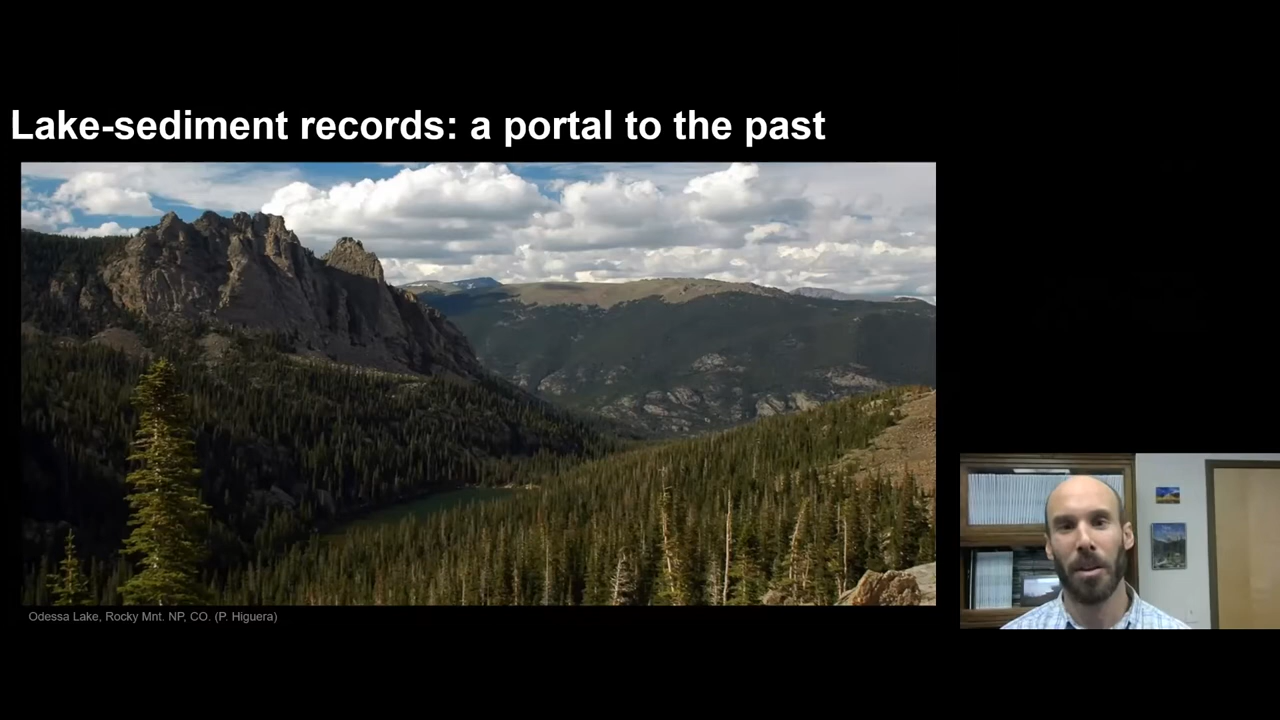 Lake-sediment records: a portal to the past
Odessa Lake, Rocky Mnt. NP, CO. (P. Higuera)